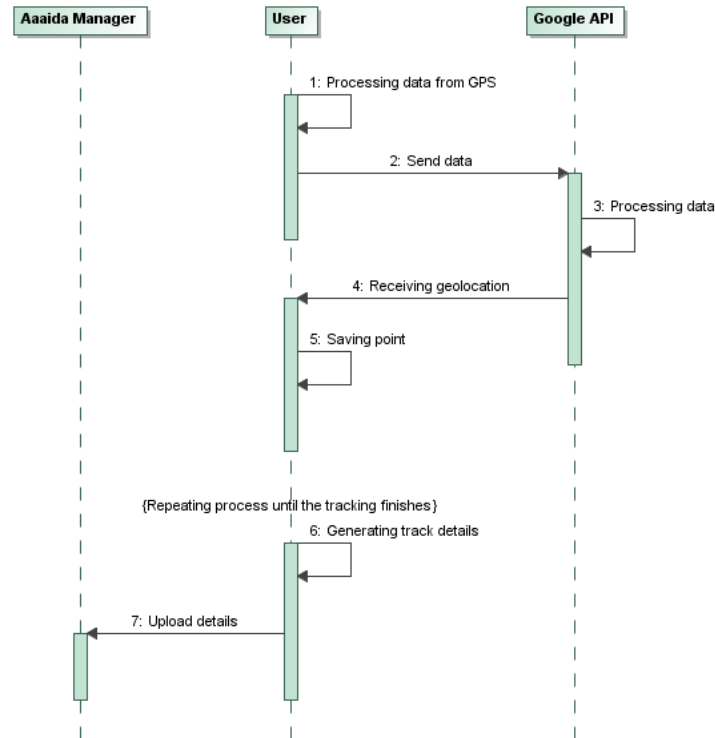 Aaaida Manager
User
Google API
1: Processing data from GPS
2: Send data
3: Processing data
4: Receiving geolocation
5: Saving point
{Repeating process until the tracking finishes}
6: Generating track details
7: Upload details